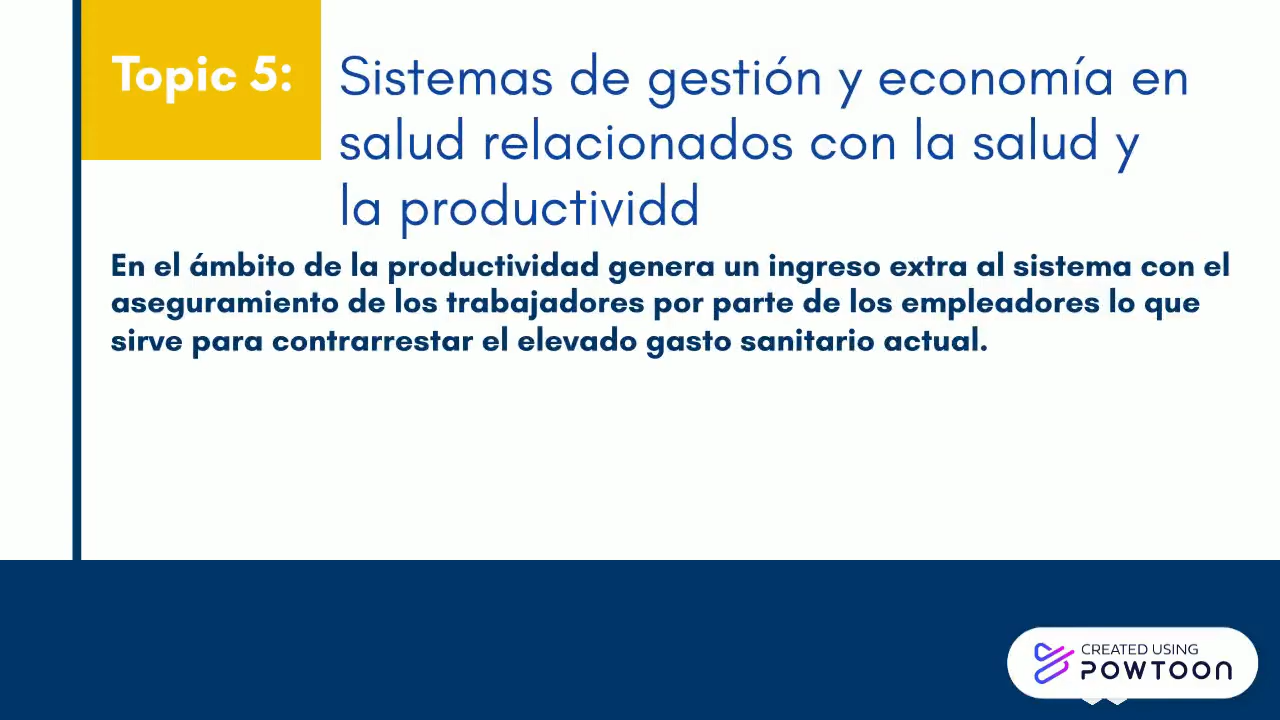 Topic 5:
Sistemas de gestión y economía en
salud relacionados con la salud y
la productividd
En el ámbito de la productividad genera un ingreso extra al sistema con el
aseguramiento de los trabajadores por parte de los empleadores lo que
sirve para contrarrestar el elevado gasto sanitario actual.
CREATED USING
POWTOON